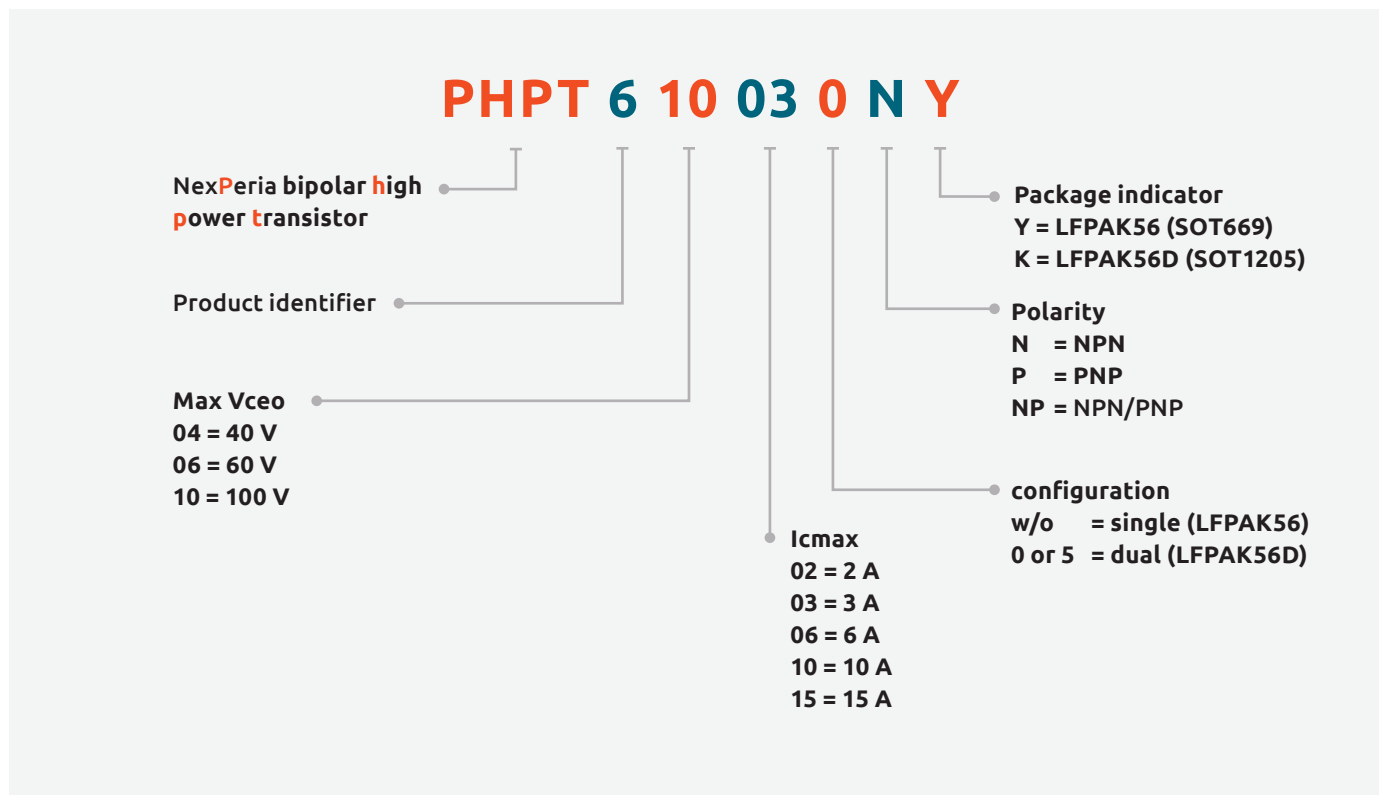 PHPT 6 10 03 0 N Y
NexPeria bipolar high
power transistor
Product identifier
Max Vceo
04 = 40 V
06 = 60 V
10 = 100 V
Icmax
02 = 2 A
03 = 3 A
06 = 6 A
10 = 10 A
15 = 15 A
Package indicator
Y = LFPAK56 (SOT669)
K = LFPAK56D (SOT1205)
Polarity
N = NPN
P = PNP
NP = NPN/PNP
configuration
w/o = single (LFPAK56)
0 or 5 = dual (LFPAK56D)